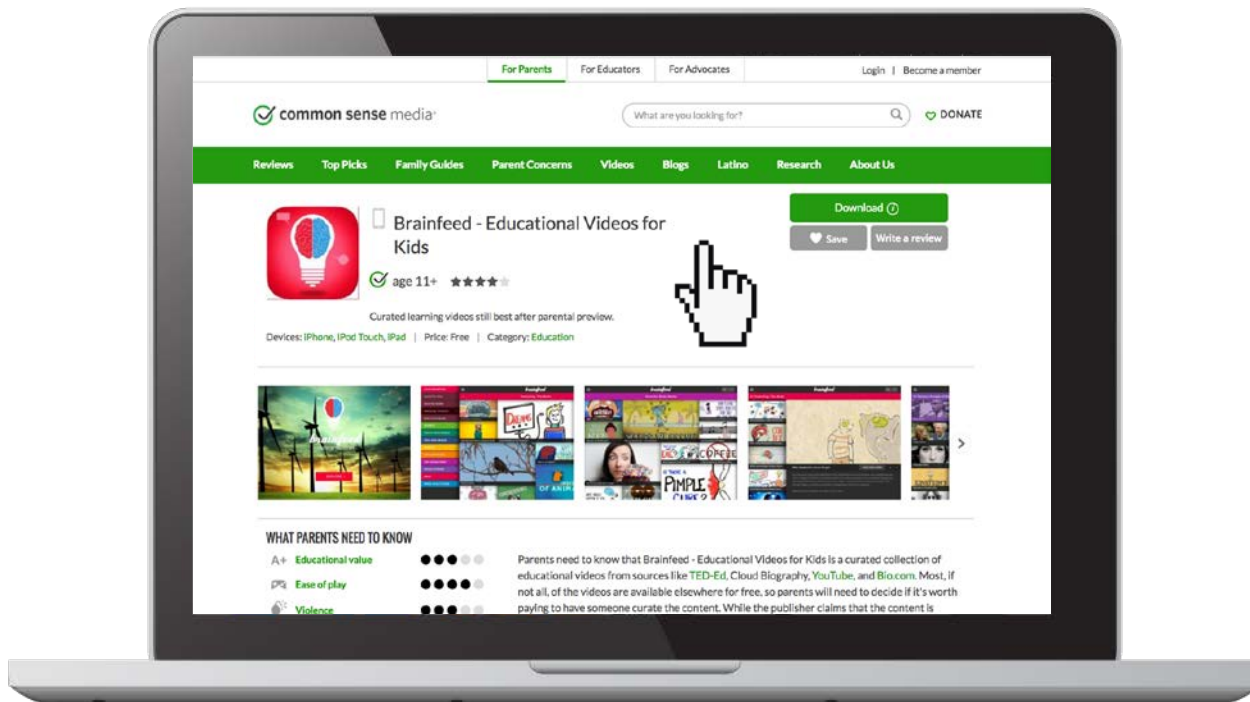 For Parents For Educators For Advocates Login | Become a member
common sense media
What are you looking for? DONATE
Reviews Top Picks Family Guides Parent Concerns Videos Blogs Latino Research About Us
Download
Save Write a review
Brainfeed - Educational Videos for
Kids
age 11+
Curated learning videos still best after parental preview.
Devices: iPhone, iPod Touch, iPad | Price: Free | Category: Education
brainfeed
DREAMS
OF ANIM
COFFEE
PIMPLE
CURE?
WHAT PARENTS NEED TO KNOW
A+ Educational value
Ease of play
Violence
Parents need to know that Brainfeed - Educational Videos for Kids is a curated collection of
educational videos from sources like TED-Ed, Cloud Biography, YouTube, and Bio.com. Most, if
not all, of the videos are available elsewhere for free, so parents will need to decide if it's worth
paying to have someone curate the content. While the publisher claims that the content is